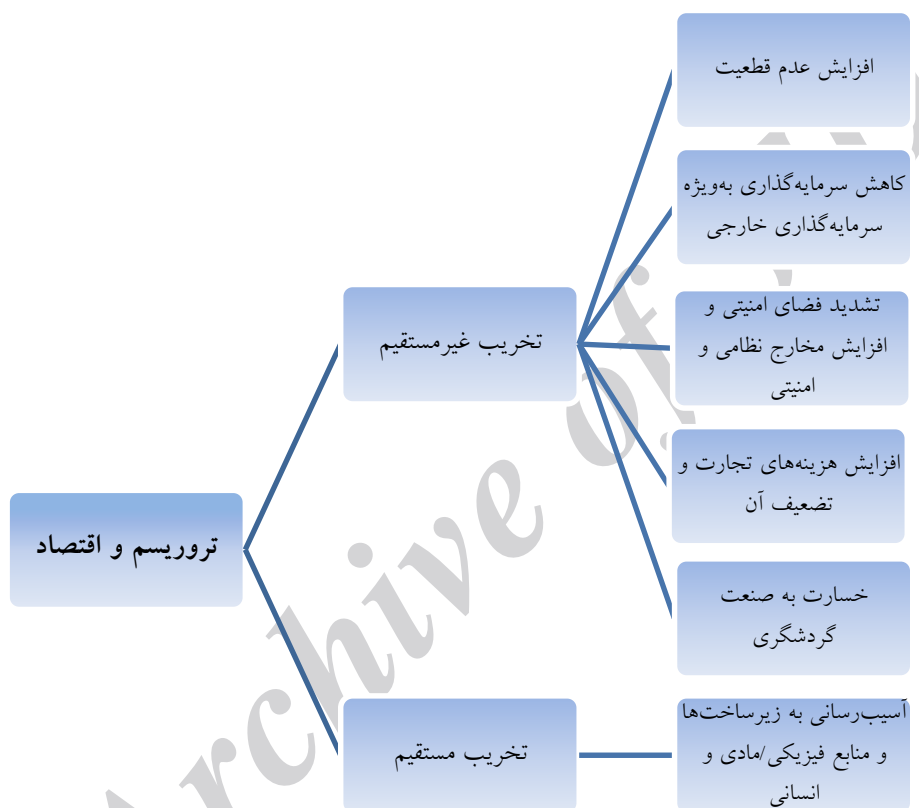 تروریسم و اقتصاد
تخریب غیرمستقیم
افزایش عدم قطعیت
کاهش سرمایه‌گذاری به‌ویژه
سرمایه‌گذاری خارجی
تشدید فضای امنیتی و
افزایش مخارج نظامی و
امنیتی
افزایش هزینه‌های تجارت و
تضعیف آن
خسارت به صنعت
گردشگری
تخریب مستقیم
آسیب‌رسانی به زیرساخت‌ها
و منابع فیزیکی/مادی و
انسانی
Archive of